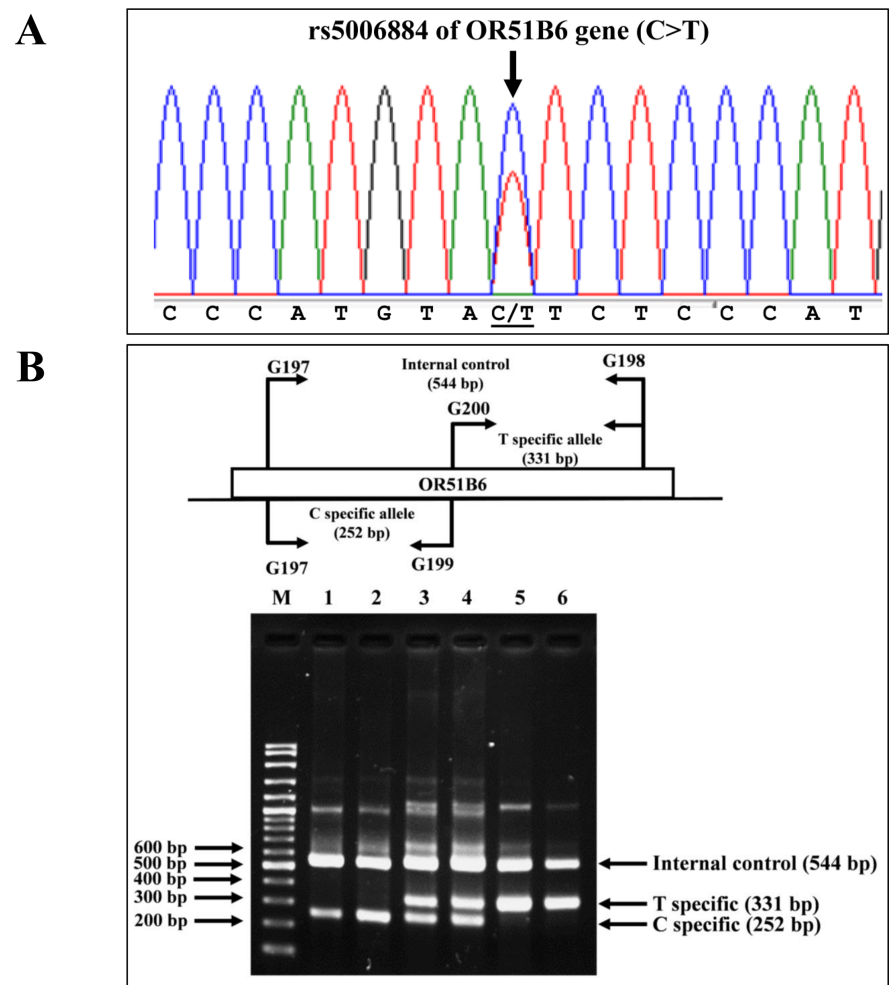 A
rs5006884 of OR51B6 gene (C>T)
C C C A T G T A C/T T C T C C C A T
B
G197
Internal control
(544 bp)
G198
G200
T specific allele
(331 bp)
OR51B6
C specific allele
(252 bp)
G197
G199
M 1 2 3 4 5 6
600 bp
500 bp
400 bp
300 bp
200 bp
Internal control (544 bp)
T specific (331 bp)
C specific (252 bp)